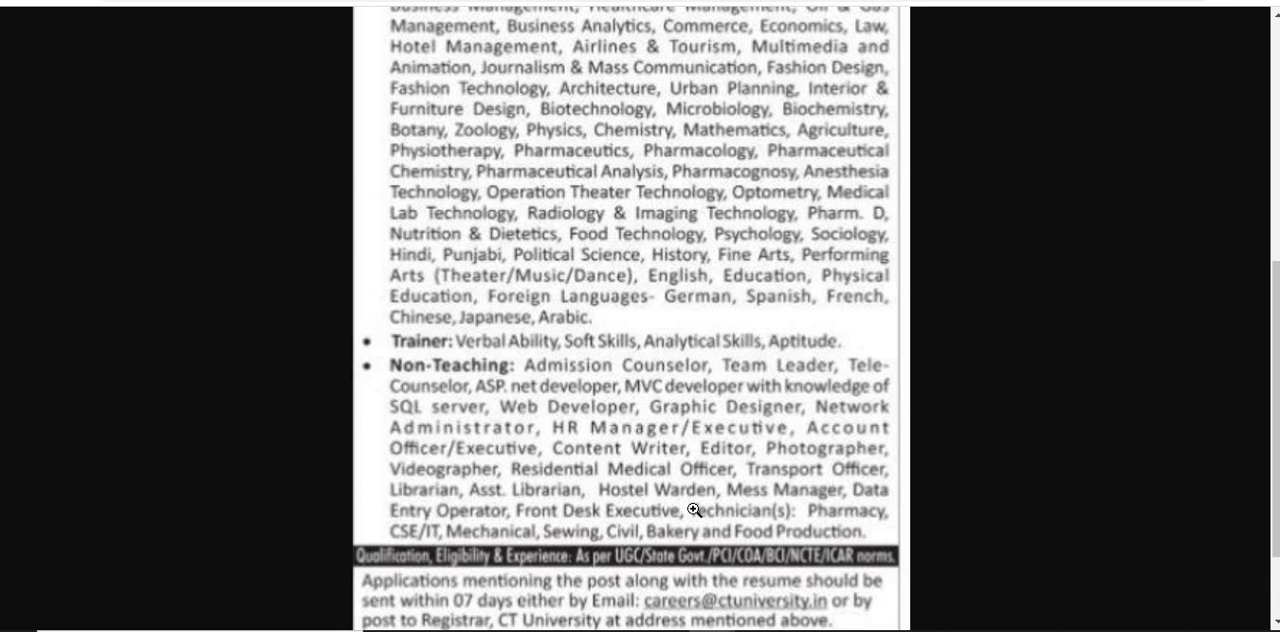 Business Management, Healthcare Management, Oil & Gas
Management, Business Analytics, Commerce, Economics, Law,
Hotel Management, Airlines & Tourism, Multimedia and
Animation, Journalism & Mass Communication, Fashion Design,
Fashion Technology, Architecture, Urban Planning, Interior &
Furniture Design, Biotechnology, Microbiology, Biochemistry,
Botany, Zoology, Physics, Chemistry, Mathematics, Agriculture,
Physiotherapy, Pharmaceutics, Pharmacology, Pharmaceutical
Chemistry, Pharmaceutical Analysis, Pharmacognosy, Anesthesia
Technology, Operation Theater Technology, Optometry, Medical
Lab Technology, Radiology & Imaging Technology, Pharm. D,
Nutrition & Dietetics, Food Technology, Psychology, Sociology,
Hindi, Punjabi, Political Science, History, Fine Arts, Performing
Arts (Theater/Music/Dance), English, Education, Physical
Education, Foreign Languages- German, Spanish, French,
Chinese, Japanese, Arabic.
• Trainer: Verbal Ability, Soft Skills, Analytical Skills, Aptitude.
• Non-Teaching: Admission Counselor, Team Leader, Tele-
Counselor, ASP. net developer, MVC developer with knowledge of
SQL server, Web Developer, Graphic Designer, Network
Administrator, HR Manager/Executive, Account
Officer/Executive, Content Writer, Editor, Photographer,
Videographer, Residential Medical Officer, Transport Officer,
Librarian, Asst. Librarian, Hostel Warden, Mess Manager, Data
Entry Operator, Front Desk Executive, Technician(s): Pharmacy,
CSE/IT, Mechanical, Sewing, Civil, Bakery and Food Production.
Qualification, Eligibility & Experience: As per UGC/State Govt./PCI/COA/BCI/NCTE/ICAR norms.
Applications mentioning the post along with the resume should be
sent within 07 days either by Email: careers@ctuniversity.in or by
post to Registrar, CT University at address mentioned above.